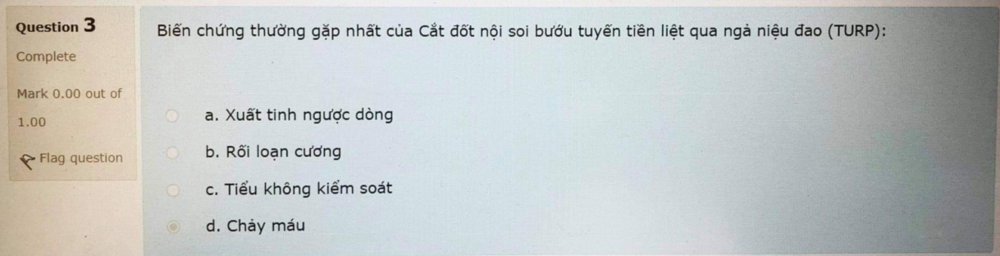 Question 3
Complete
Mark 0.00 out of
1.00
Flag question
Biến chứng thường gặp nhất của Cắt đốt nội soi bướu tuyến tiền liệt qua ngả niệu đao (TURP):
a. Xuất tinh ngược dòng
b. Rối loạn cương
c. Tiểu không kiểm soát
d. Chảy máu